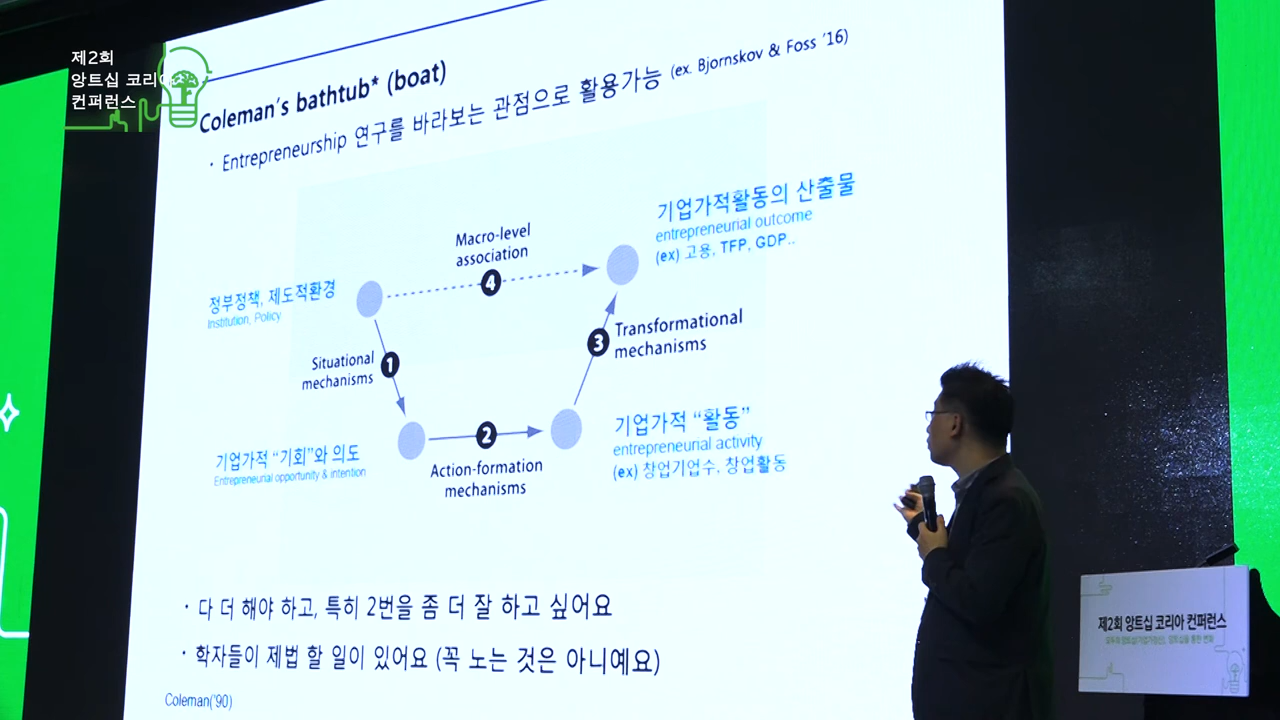 제2회
앙트십 코리아
컨퍼런스
Coleman's bathtub* (boat)
· Entrepreneurship 연구를 바라보는 관점으로 활용가능 (ex. Bjornskov & Foss '16)
기업가적활동의 산출물
entrepreneurial outcome
(ex) 고용, TFP, GDP..
Macro-level
association
4
정부정책, 제도적환경
Institution, Policy
Situational
mechanisms
1
3
Transformational
mechanisms
기업가적 “기회”와 의도
Entrepreneurial opportunity & intention
2
Action-formation
mechanisms
기업가적 “활동”
entrepreneurial activity
(ex) 창업기업수, 창업활동
· 다 더 해야 하고, 특히 2번을 좀 더 잘 하고 싶어요
· 학자들이 제법 할 일이 있어요 (꼭 노는 것은 아니예요)
Coleman('90)
제2회 앙트십 코리아 컨퍼런스